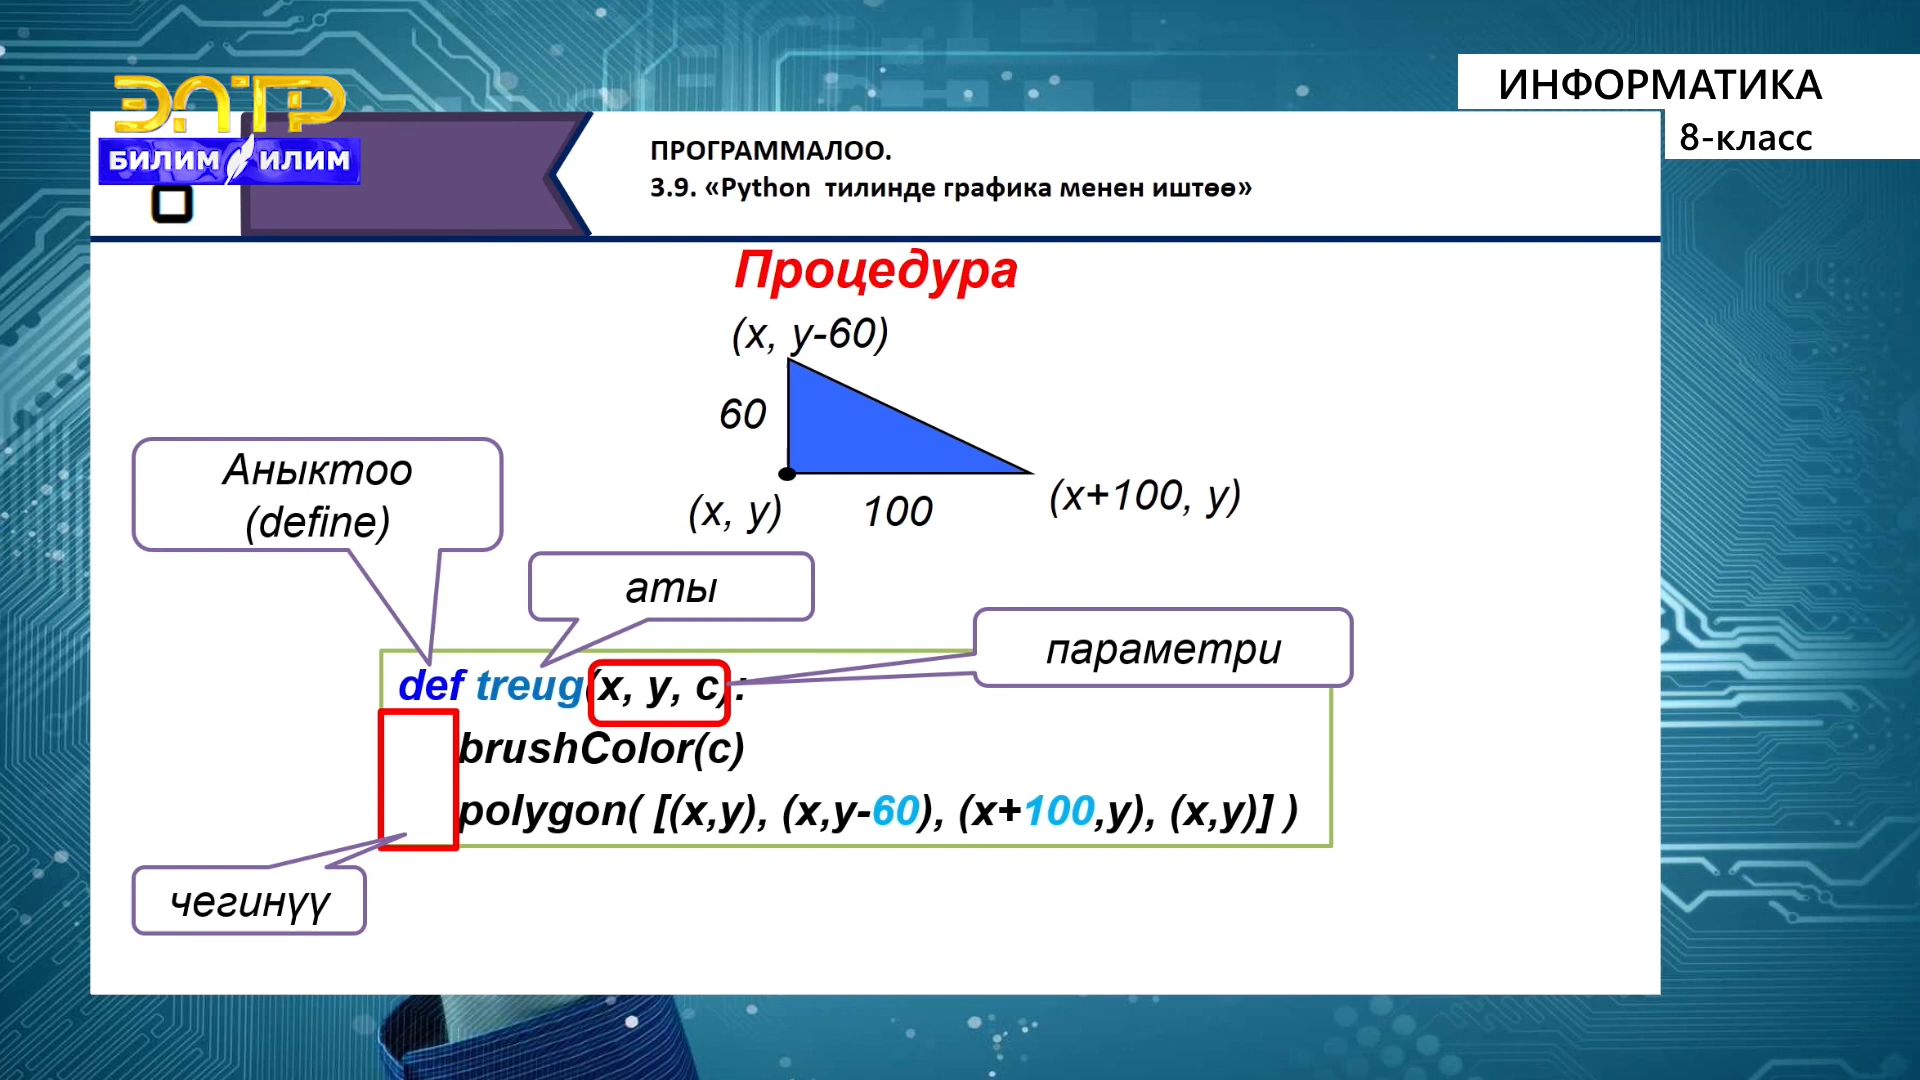 ЭЛТР
БИЛИМ ИЛИМ
ИНФОРМАТИКА
8-класс
ПРОГРАММАЛОО.
3.9. «Python тилинде графика менен иштөө»
Процедура
(x, y-60)
60
(x, y)
100
(x+100, y)
Аныктоо
(define)
аты
параметри
def treug(x, y, c):
brushColor(c)
polygon( [(x,y), (x,y-60), (x+100,y), (x,y)] )
чегинүү